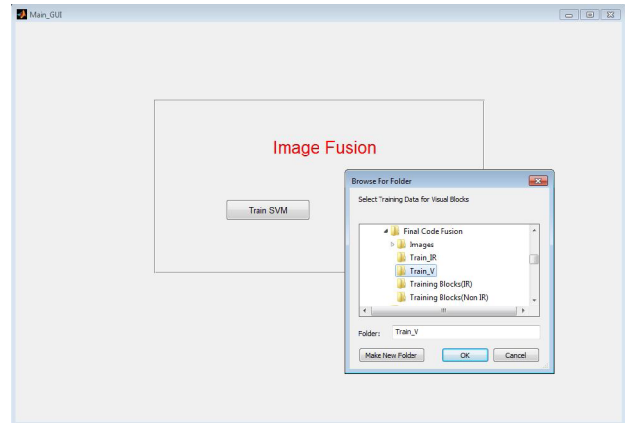 Main_GUI
Image Fusion
Train SVM
Browse For Folder
Select Training Data for Visual Blocks
Final Code Fusion
Images
Train_IR
Train_V
Training Blocks(IR)
Training Blocks(Non IR)
Folder: Train_V
Make New Folder OK Cancel